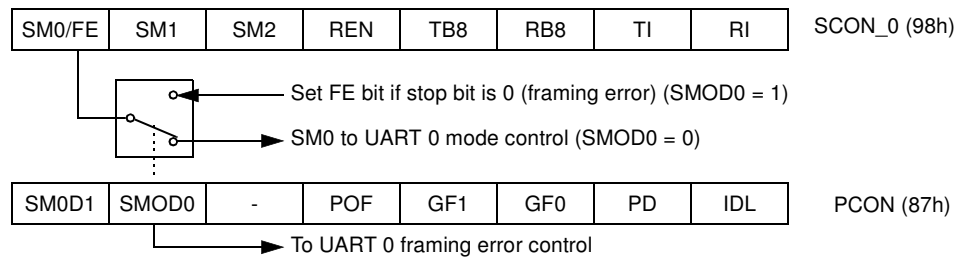 SM0/FE SM1 SM2 REN TB8 RB8 TI RI SCON_0 (98h)
Set FE bit if stop bit is 0 (framing error) (SMOD0 = 1)
SM0 to UART 0 mode control (SMOD0 = 0)
SM0D1 SMOD0 - POF GF1 GF0 PD IDL PCON (87h)
To UART 0 framing error control